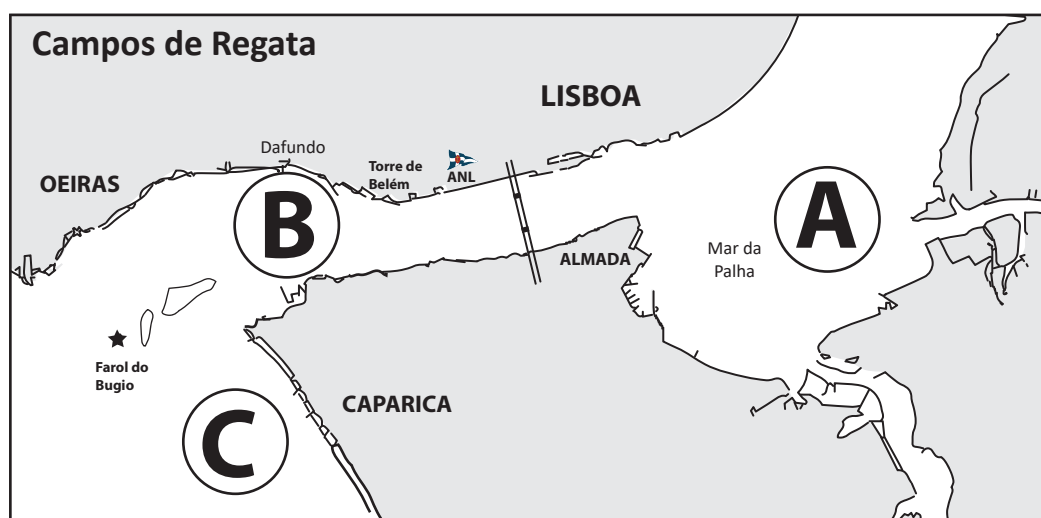 Campos de Regata
LISBOA
Dafundo
Torre de
Belém
ANL
OEIRAS
B
A
ALMADA
Mar da
Palha
Farol do
Bugio
CAPARICA
C